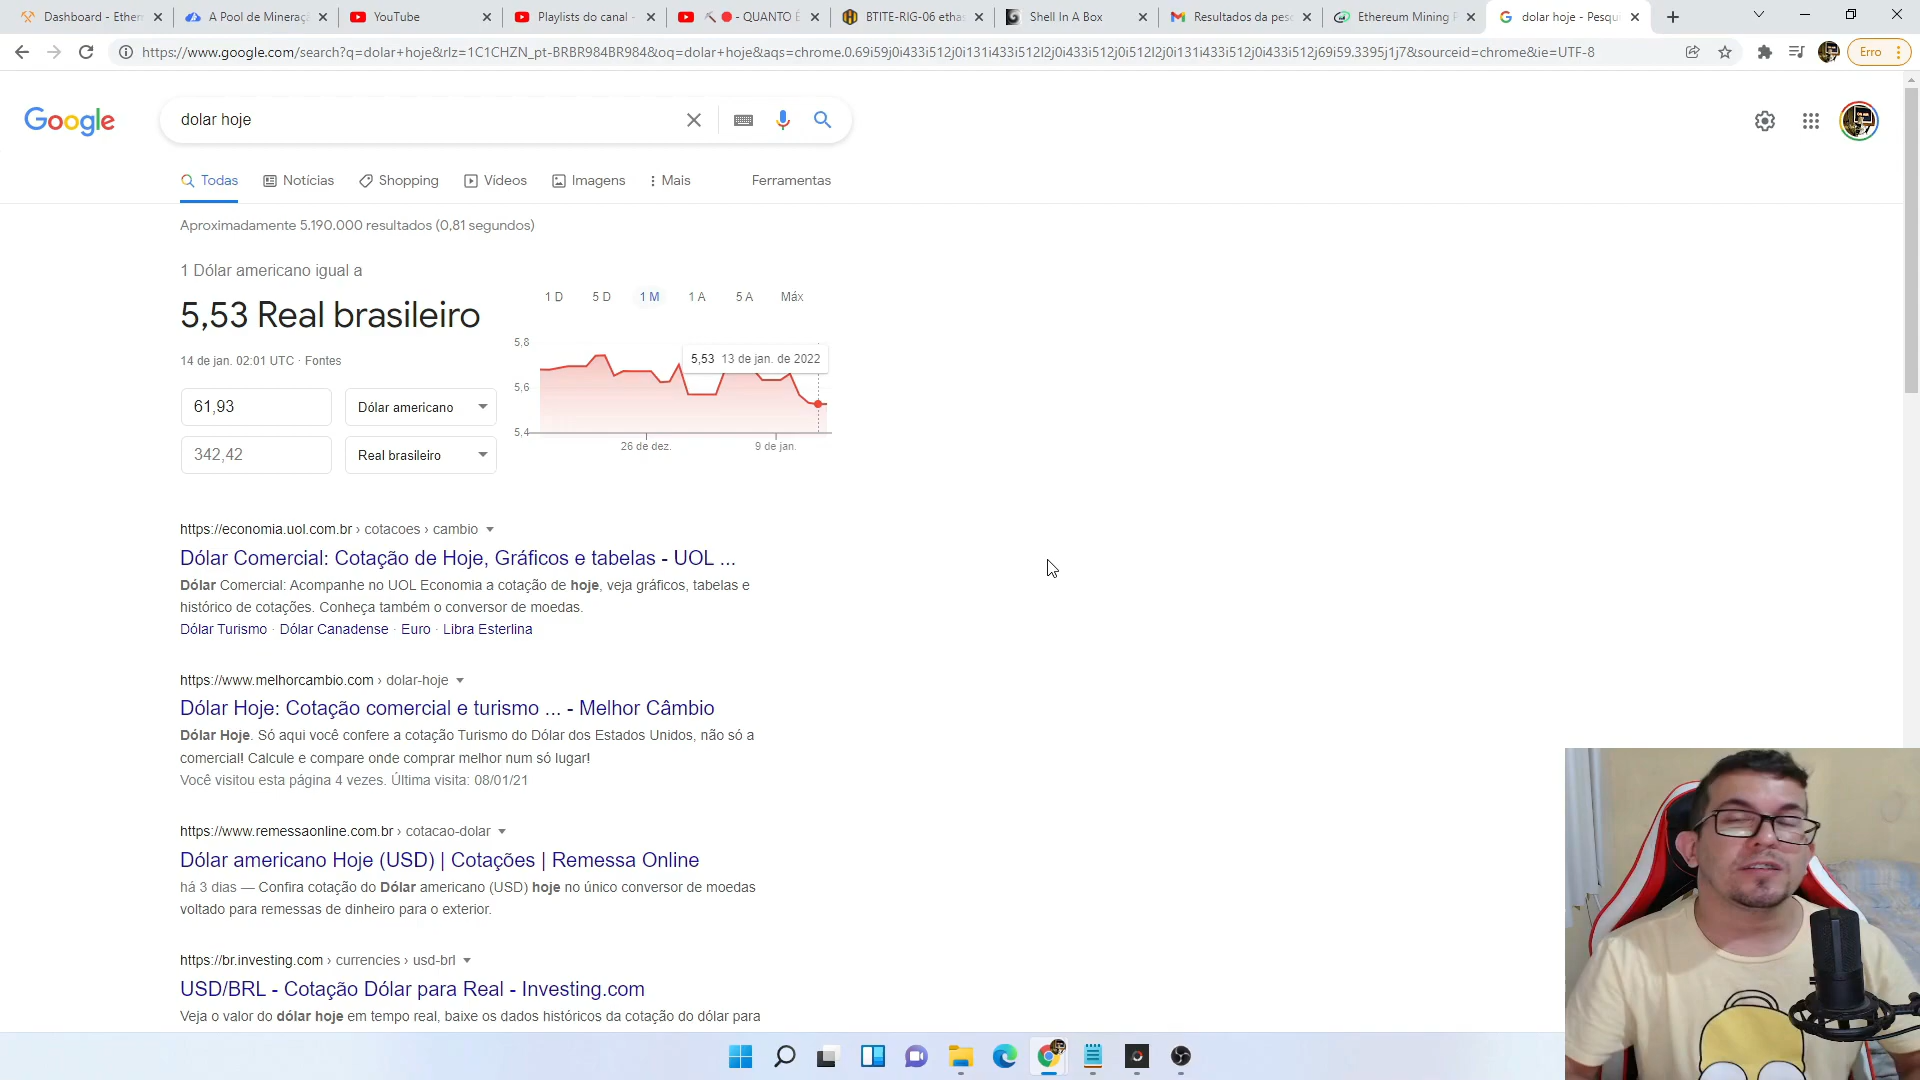 Dashboard - Ether
A Pool de Mineraçã
YouTube
Playlists do canal -
- QUANTO É
BTITE-RIG-06 ethas
Shell In A Box
Resultados da pesq
Ethereum Mining P
dolar hoje - Pesqu
https://www.google.com/search?q=dolar+hoje&rlz=1C1CHZN_pt-BRBR984BR984&oq=dolar+hoje&aqs=chrome.0.69i59j0i433i512j0i131i433i512l2j0i433i512j0i512l2j0i131i433i512j0i433i512j69i59.3395j1j7&sourceid=chrome&ie=UTF-8
Erro
Google
dolar hoje
Todas
Notícias
Shopping
Vídeos
Imagens
Mais
Ferramentas
Aproximadamente 5.190.000 resultados (0,81 segundos)
1 Dólar americano igual a
5,53 Real brasileiro
14 de jan. 02:01 UTC · Fontes
61,93
Dólar americano
342,42
Real brasileiro
1 D
5 D
1 M
1 A
5 A
Máx
5,8
5,6
5,4
5,53 13 de jan. de 2022
26 de dez.
9 de jan.
https://economia.uol.com.br › cotacoes › cambio
Dólar Comercial: Cotação de Hoje, Gráficos e tabelas - UOL ...
Dólar Comercial: Acompanhe no UOL Economia a cotação de hoje, veja gráficos, tabelas e
histórico de cotações. Conheça também o conversor de moedas.
Dólar Turismo · Dólar Canadense · Euro · Libra Esterlina
https://www.melhorcambio.com › dolar-hoje
Dólar Hoje: Cotação comercial e turismo ... - Melhor Câmbio
Dólar Hoje. Só aqui você confere a cotação Turismo do Dólar dos Estados Unidos, não só a
comercial! Calcule e compare onde comprar melhor num só lugar!
Você visitou esta página 4 vezes. Última visita: 08/01/21
https://www.remessaonline.com.br › cotacao-dolar
Dólar americano Hoje (USD) | Cotações | Remessa Online
há 3 dias — Confira cotação do Dólar americano (USD) hoje no único conversor de moedas
voltado para remessas de dinheiro para o exterior.
https://br.investing.com › currencies › usd-brl
USD/BRL - Cotação Dólar para Real - Investing.com
Veja o valor do dólar hoje em tempo real, baixe os dados históricos da cotação do dólar para